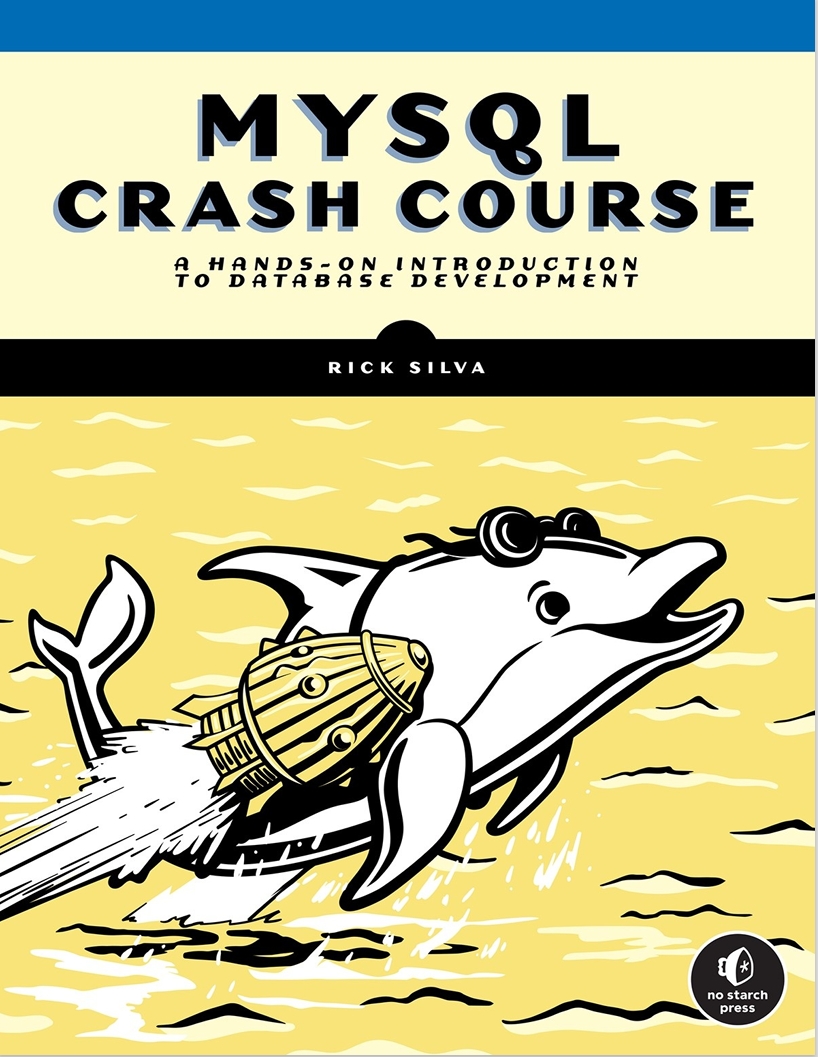 MYSQL
CRASH COURSE
A HANDS-ON INTRODUCTION
TO DATABASE DEVELOPMENT
RICK SILVA
no starch
press